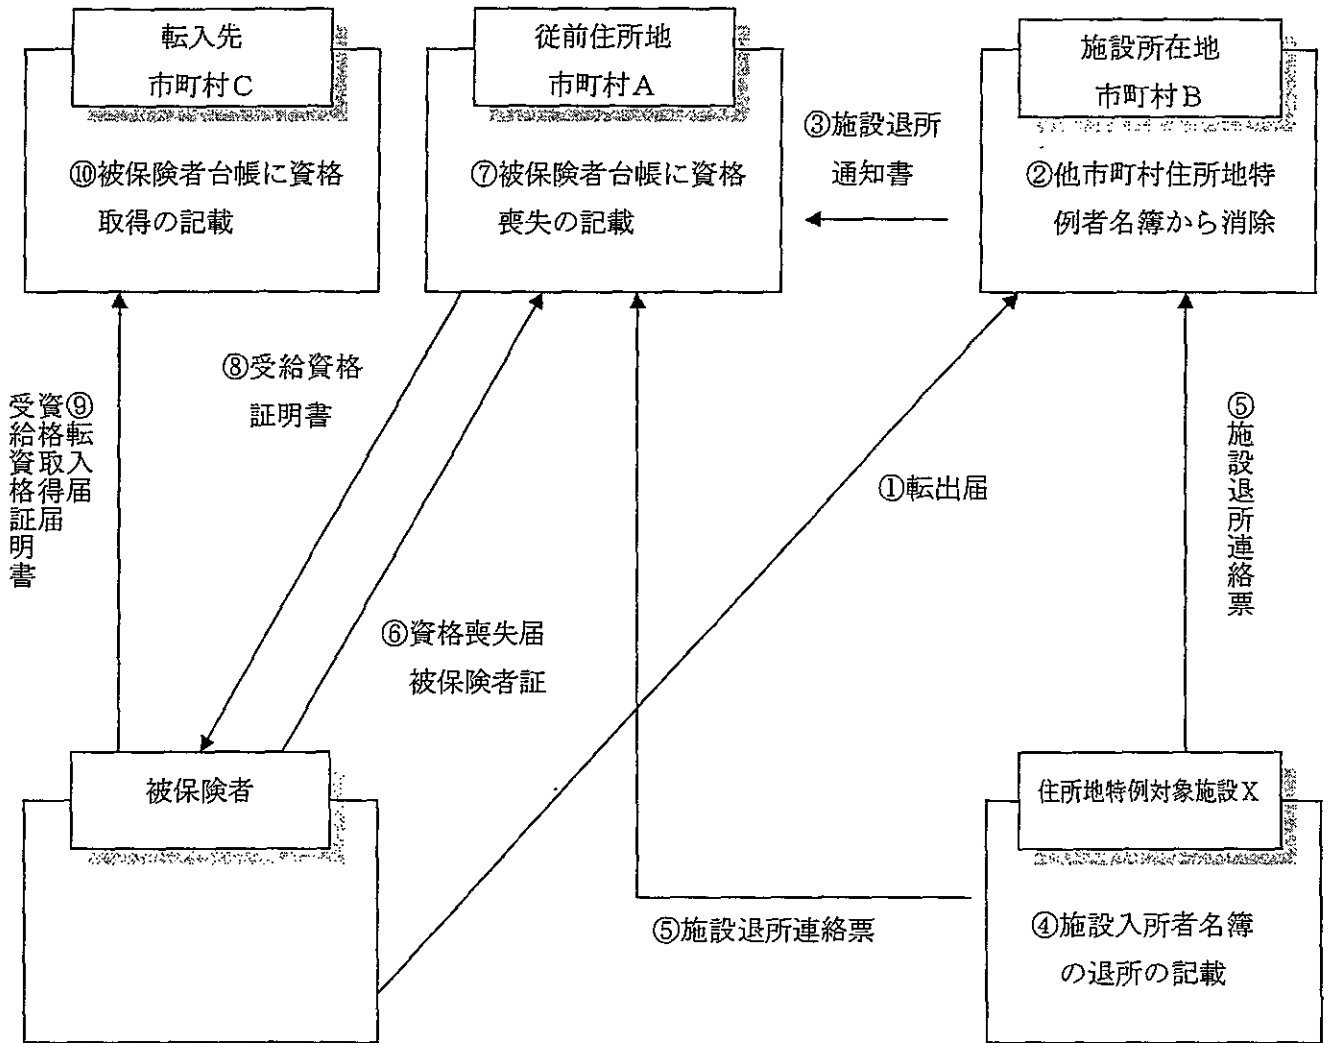 転入先
市町村C
⑩被保険者台帳に資格
取得の記載
従前住所地
市町村A
⑦被保険者台帳に資格
喪失の記載
③施設退所
通知書
施設所在地
市町村B
②他市町村住所地特
例者名簿から消除
⑨転入届
資格取得届
受給資格証明書
⑧受給資格
証明書
⑥資格喪失届
被保険者証
①転出届
⑤施設退所連絡票
被保険者
⑤施設退所連絡票
住所地特例対象施設X
④施設入所者名簿
の退所の記載